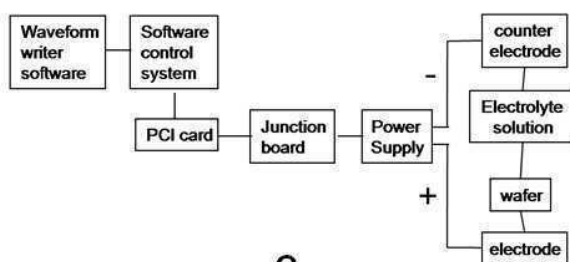 Waveform
writer
software
Software
control
system
PCI card
Junction
board
Power
Supply
-
+
counter
electrode
Electrolyte
solution
wafer
electrode